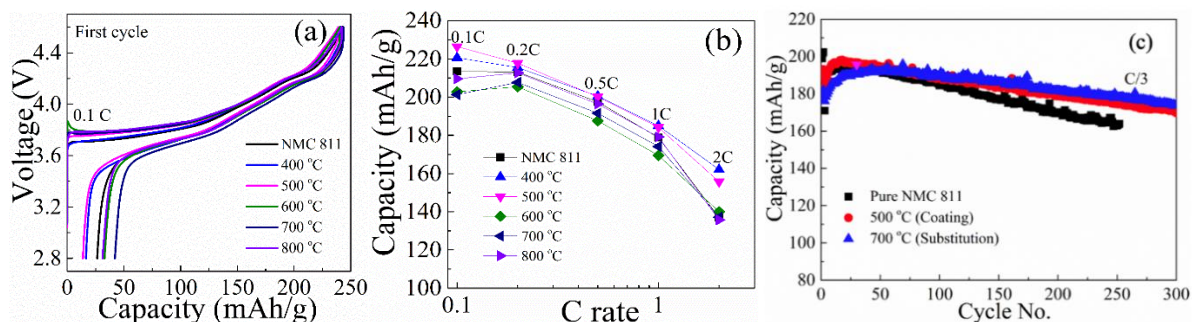 First cycle
(a)
4.4
4.0
3.6
3.2
2.8
Voltage (V)
0.1 C
NMC 811
400 °C
500 °C
600 °C
700 °C
800 °C
0 50 100 150 200 250
Capacity (mAh/g)
(b)
240
220
200
180
160
140
120
100
Capacity (mAh/g)
0.1C
0.2C
0.5C
1C
2C
NMC 811
400 °C
500 °C
600 °C
700 °C
800 °C
0.1 1
C rate
(c)
220
200
180
160
140
120
100
80
Capacity (mAh/g)
C/3
Pure NMC 811
500 °C (Coating)
700 °C (Substitution)
0 50 100 150 200 250 300
Cycle No.